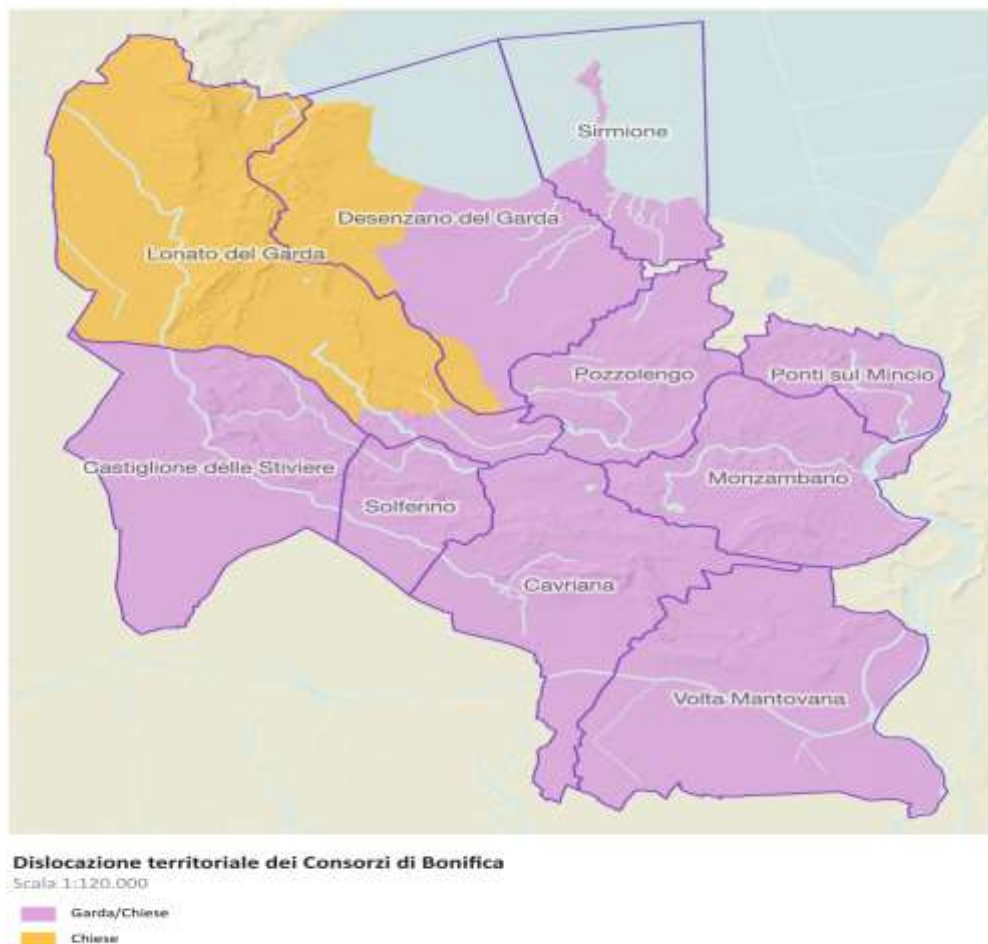 Sirmione
Desenzano del Garda
Lonato del Garda
Pozzolengo
Ponti sul Mincio
Castiglione delle Stiviere
Monzambano
Solferino
Cavriana
Volta Mantovana
Dislocazione territoriale dei Consorzi di Bonifica
Scala 1:120.000
Garda/Chiese
Chiese